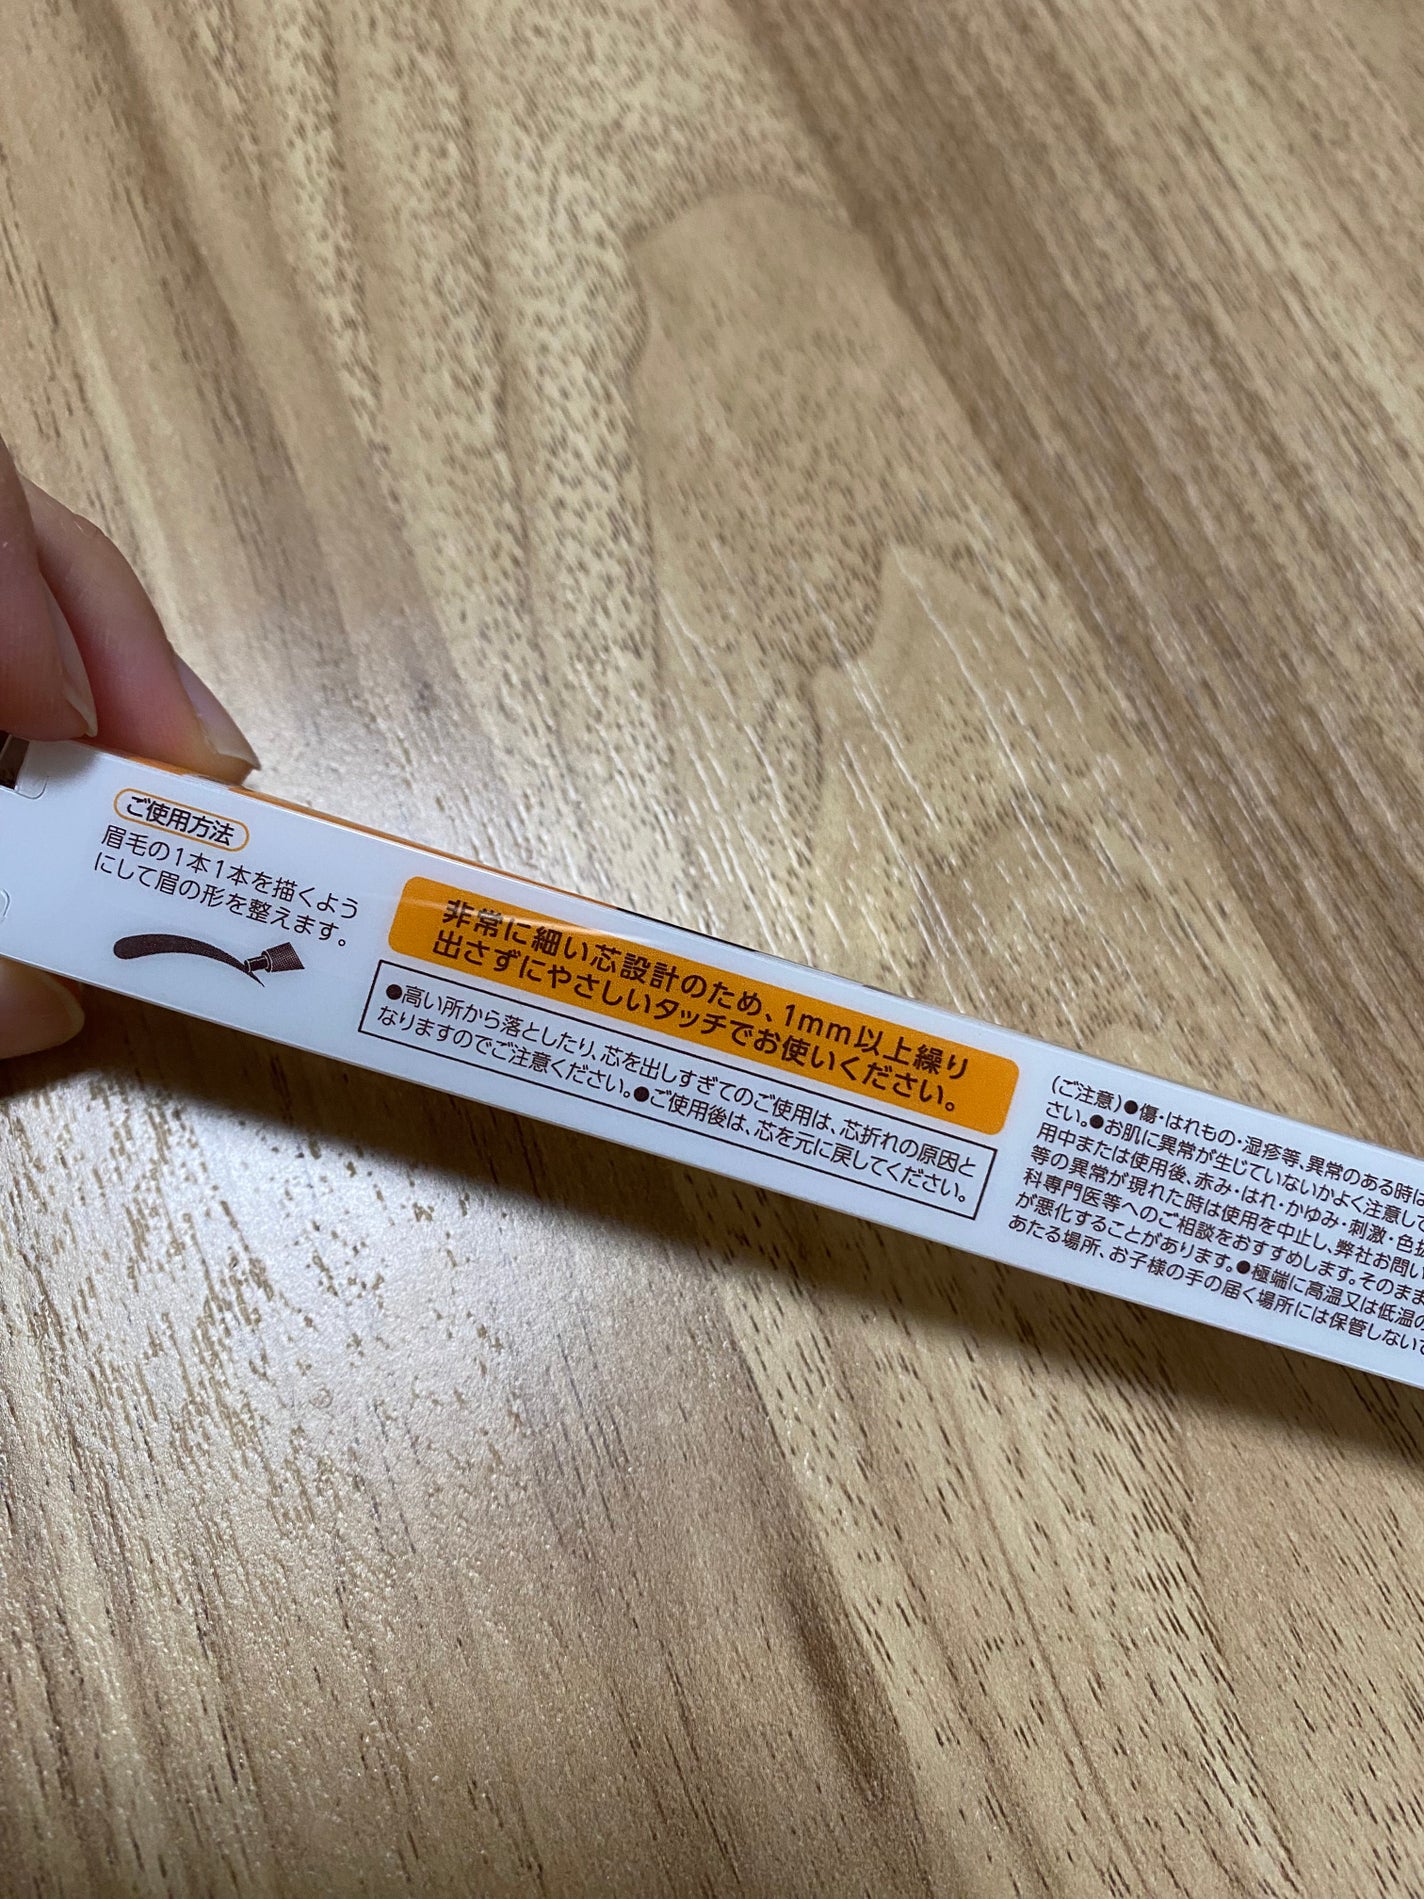 ご使用方法
眉毛の1本1本を描くよう
にして眉の形を整えます。
非常に細い芯設計のため、1mm以上繰り
出さずにやさしいタッチでお使いください。
●高い所から落としたり、芯を出しすぎてのご使用は、芯折れの原因と
なりますのでご注意ください。●ご使用後は、芯を元に戻してください。
(ご注意)●傷・はれもの・湿疹等、異常のある時は
さい。●お肌に異常が生じていないかよく注意して
用中または使用後、赤み・はれ・かゆみ・刺激・色抜
等の異常が現れた時は使用を中止し、弊社お問い
科専門医等へのご相談をおすすめします。そのまま
が悪化することがあります。●極端に高温又は低温の
あたる場所、お子様の手の届く場所には保管しないで